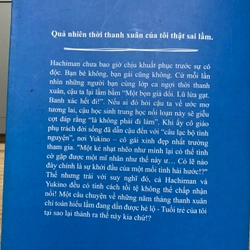 Quả nhiên thời thanh xuân của tôi thật sai lầm.
Hachiman chưa bao giờ chịu khuất phục trước sự cô
độc. Bạn bè không, bạn gái cũng không. Cứ mỗi lần
nhìn những người bạn cùng lớp ca ngợi thời thanh
xuân, cậu ta lại lẩm bẩm "Một bọn giả dối. Lũ lừa gạt.
Banh xác hết đi!". Nếu ai đó hỏi cậu ta về ước mơ
tương lai, cậu học sinh trung học nổi loạn này sẽ giễu
cợt đáp rằng "là không phải đi làm". Khi ấy cô giáo
phụ trách đời sống đã dẫn cậu đến với "câu lạc bộ tình
nguyện", nơi Yukino – cô gái xinh đẹp nhất trường
tham gia. "Một kẻ nhạt nhẽo như mình lại có thể tình
cờ gặp được một mĩ nhân như thế này ư... Có lẽ nào
đây chính là sự khởi đầu của một mối tình hài hước!?"
Thế nhưng trái với suy nghĩ đó, cả Hachiman và
Yukino đều có tính cách tồi tệ không thể chấp nhận
nổi! Một câu chuyện về những năm tháng thanh xuân
chỉ toàn hiểu lầm đang dần được hé lộ - Tuổi trẻ của tôi
tại sao lại thành ra thế này kia chứ!?